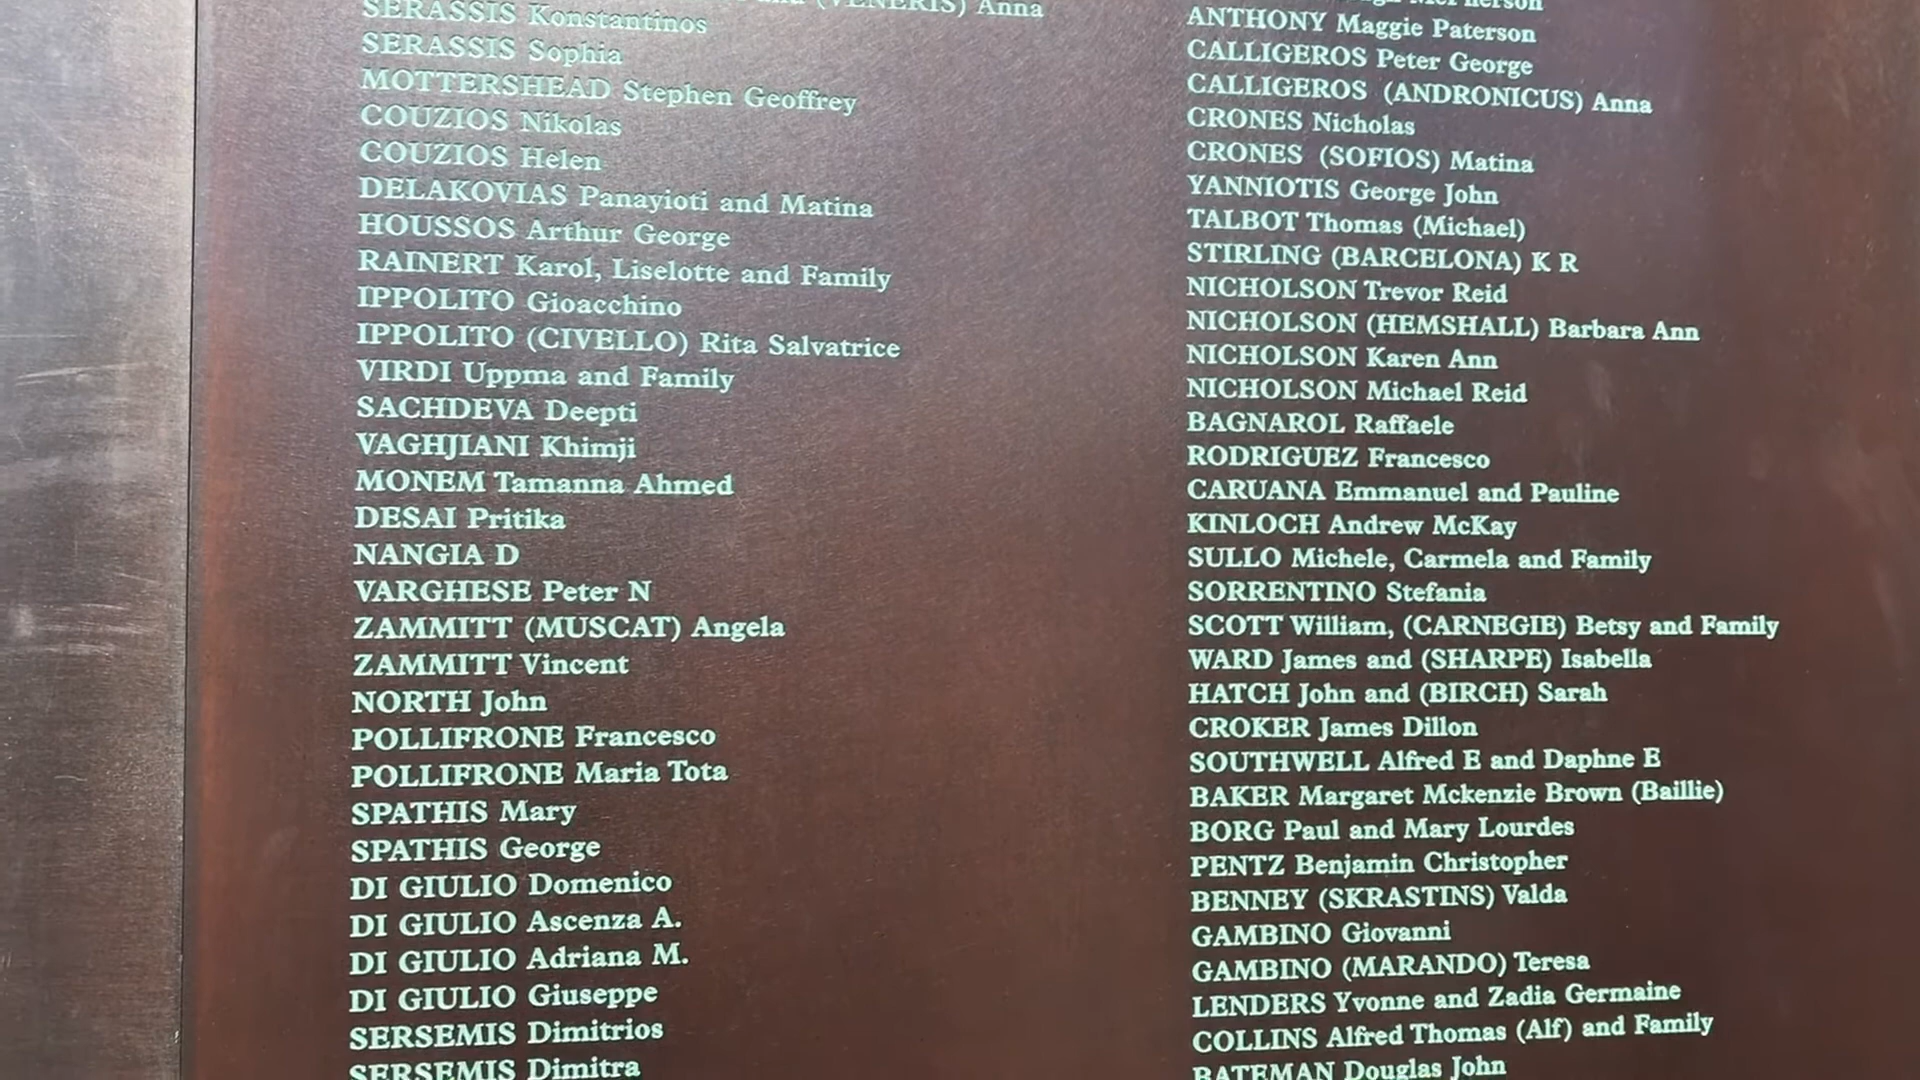 (VENERIS) Anna
SERASSIS Konstantinos
SERASSIS Sophia
MOTTERSHEAD Stephen Geoffrey
COUZIOS Nikolas
COUZIOS Helen
DELAKOVIAS Panayioti and Matina
HOUSSOS Arthur George
RAINERT Karol, Liselotte and Family
IPPOLITO Gioacchino
IPPOLITO (CIVELLO) Rita Salvatrice
VIRDI Uppma and Family
SACHDEVA Deepti
VAGHJIANI Khimji
MONEM Tamanna Ahmed
DESAI Pritika
NANGIA D
VARGHESE Peter N
ZAMMITT (MUSCAT) Angela
ZAMMITT Vincent
NORTH John
POLLIFRONE Francesco
POLLIFRONE Maria Tota
SPATHIS Mary
SPATHIS George
DI GIULIO Domenico
DI GIULIO Ascenza A.
DI GIULIO Adriana M.
DI GIULIO Giuseppe
SERSEMIS Dimitrios
SERSEMIS Dimitra
ANTHONY Maggie Paterson
CALLIGEROS Peter George
CALLIGEROS (ANDRONICUS) Anna
CRONES Nicholas
CRONES (SOFIOS) Matina
YANNIOTIS George John
TALBOT Thomas (Michael)
STIRLING (BARCELONA) K R
NICHOLSON Trevor Reid
NICHOLSON (HEMSHALL) Barbara Ann
NICHOLSON Karen Ann
NICHOLSON Michael Reid
BAGNAROL Raffaele
RODRIGUEZ Francesco
CARUANA Emmanuel and Pauline
KINLOCH Andrew McKay
SULLO Michele, Carmela and Family
SORRENTINO Stefania
SCOTT William, (CARNEGIE) Betsy and Family
WARD James and (SHARPE) Isabella
HATCH John and (BIRCH) Sarah
CROKER James Dillon
SOUTHWELL Alfred E and Daphne E
BAKER Margaret Mckenzie Brown (Baillie)
BORG Paul and Mary Lourdes
PENTZ Benjamin Christopher
BENNEY (SKRASTINS) Valda
GAMBINO Giovanni
GAMBINO (MARANDO) Teresa
LENDERS Yvonne and Zadia Germaine
COLLINS Alfred Thomas (Alf) and Family
BATEMAN Douglas John